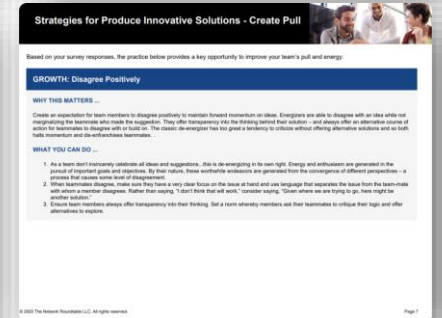 Strategies for Produce Innovative Solutions - Create Pull
Based on your survey responses, the practice below provides a key opportunity to improve your team's pull and energy.
GROWTH: Disagree Positively
WHY THIS MATTERS ...
Create an expectation for team members to disagree positively to maintain forward momentum on ideas. Energizers are able to disagree with an idea while not
marginalizing the teammate who made the suggestion. They offer transparency into the thinking behind their solution – and always offer an alternative course of
action for teammates to disagree with or build on. The classic de-energizer has too great a tendency to criticize without offering alternative solutions and so both
halts momentum and dis-enfranchises teammates. .
WHAT YOU CAN DO ...
1. As a team don't insincerely celebrate all ideas and suggestions...this is de-energizing in its own right. Energy and enthusiasm are generated in the
pursuit of important goals and objectives. By their nature, these worthwhile endeavors are generated from the convergence of different perspectives – a
process that causes some level of disagreement.
2. When teammates disagree, make sure they have a very clear focus on the issue at hand and use language that separates the issue from the team-mate
with whom a member disagrees. Rather than saying, "I don't think that will work," consider saying, "Given where we are trying to go, here might be
another solution."
3. Ensure team members always offer transparency into their thinking. Set a norm whereby members ask their teammates to critique their logic and offer
alternatives to explore.
© 2020 The Network Roundtable LLC. All rights reserved.
Page 7